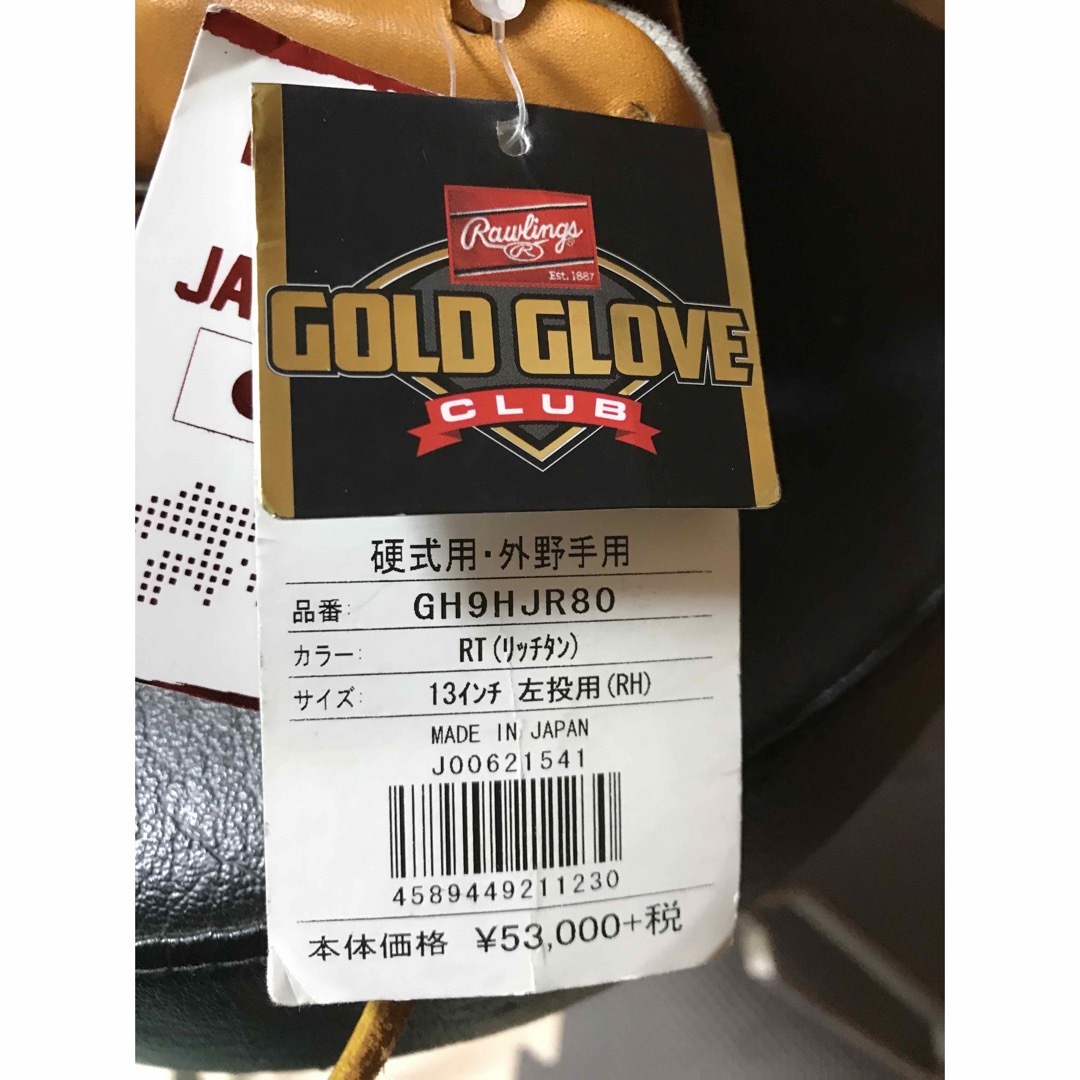 Rawlings
R
Est. 1887
GOLD GLOVE
CLUB
JA
硬式用・外野手用
品番: GH9HJR80
カラー: RT(リッチタン)
サイズ: 13インチ 左投用(RH)
MADE IN JAPAN
J00621541
4589449211230
本体価格 ¥53,000+税